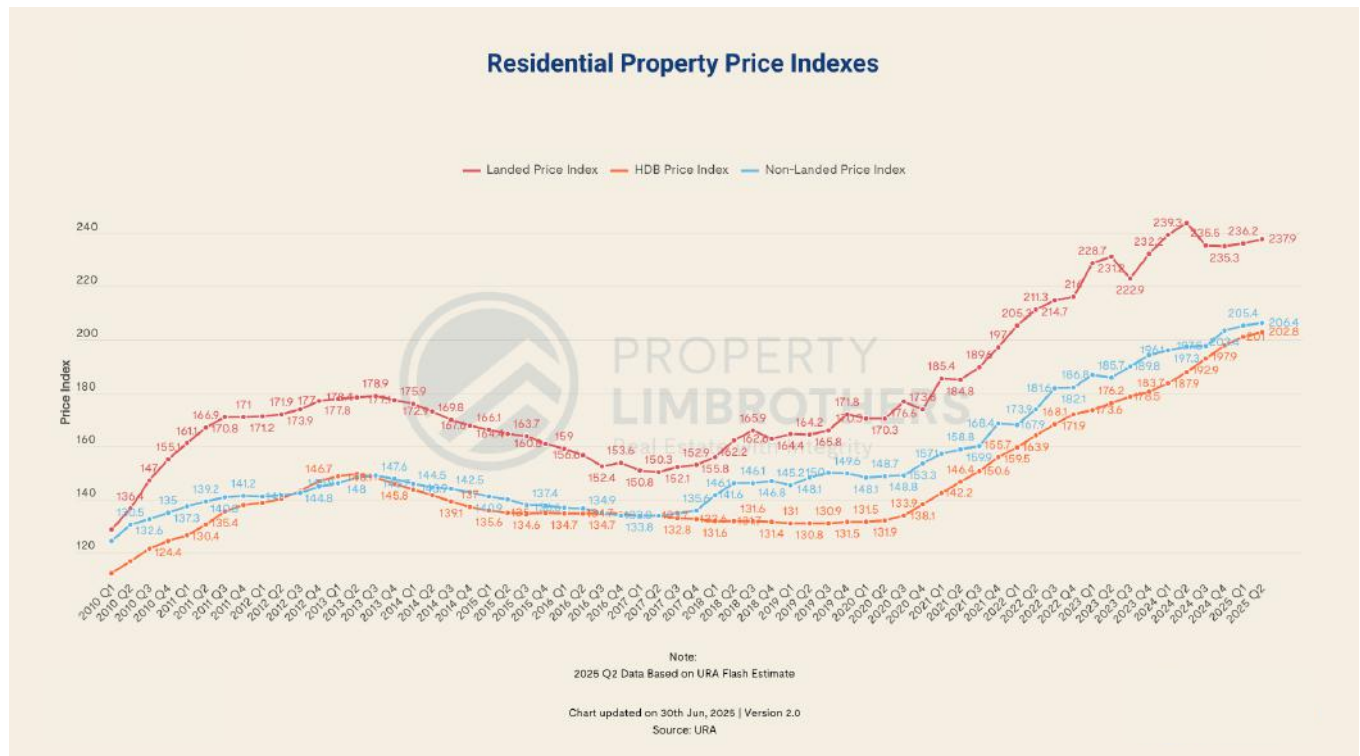 Residential Property Price Indexes
Landed Price Index
HDB Price Index
Non-Landed Price Index
PROPERTY
LIMBROTHERS
Real Estate with Integrity
Price Index
240
220
200
180
160
140
120
136.4
147
155.1
161.1
166.9
170.8
171
171.2
171.9
173.9
177.8
178.9
175.9
169.8
166.1
164.4
163.7
159
152.4
153.6
150.8
150.3
152.1
152.9
155.8
162.2
165.9
164.4
164.2
165.8
171.8
170.3
176.6
185.4
184.8
197
211.3
214.7
228.7
222.9
239.3
235.5
235.3
236.2
237.9
130.5
132.6
135
137.3
139.2
141.2
144.8
148
147.6
144.5
142.5
137.4
134.9
133.8
135.6
141.6
146.1
146.8
148.1
149.6
148.1
148.7
148.8
153.3
157.1
158.8
159.9
168.4
167.9
173.9
181.6
182.1
186.8
185.7
189.8
197.3
205.4
206.4
124.4
130.4
135.4
146.7
145.8
139.1
135.6
134.6
134.7
134.7
132.8
131.6
131.6
131.4
131
130.8
130.9
131.5
131.5
131.9
133.9
138.1
142.2
146.4
150.6
155.7
159.5
163.9
168.1
171.9
173.6
176.2
178.5
183.7
187.9
192.9
197.9
201
202.8
2010 Q1
2010 Q2
2010 Q3
2010 Q4
2011 Q1
2011 Q2
2011 Q3
2011 Q4
2012 Q1
2012 Q2
2012 Q3
2012 Q4
2013 Q1
2013 Q2
2013 Q3
2013 Q4
2014 Q1
2014 Q2
2014 Q3
2014 Q4
2015 Q1
2015 Q2
2015 Q3
2015 Q4
2016 Q1
2016 Q2
2016 Q3
2016 Q4
2017 Q1
2017 Q2
2017 Q3
2017 Q4
2018 Q1
2018 Q2
2018 Q3
2018 Q4
2019 Q1
2019 Q2
2019 Q3
2019 Q4
2020 Q1
2020 Q2
2020 Q3
2020 Q4
2021 Q1
2021 Q2
2021 Q3
2021 Q4
2022 Q1
2022 Q2
2022 Q3
2022 Q4
2023 Q1
2023 Q2
2023 Q3
2023 Q4
2024 Q1
2024 Q2
2024 Q3
2024 Q4
2025 Q1
2025 Q2
Note:
2025 Q2 Data Based on URA Flash Estimate
Chart updated on 30th Jun, 2025 | Version 2.0
Source: URA